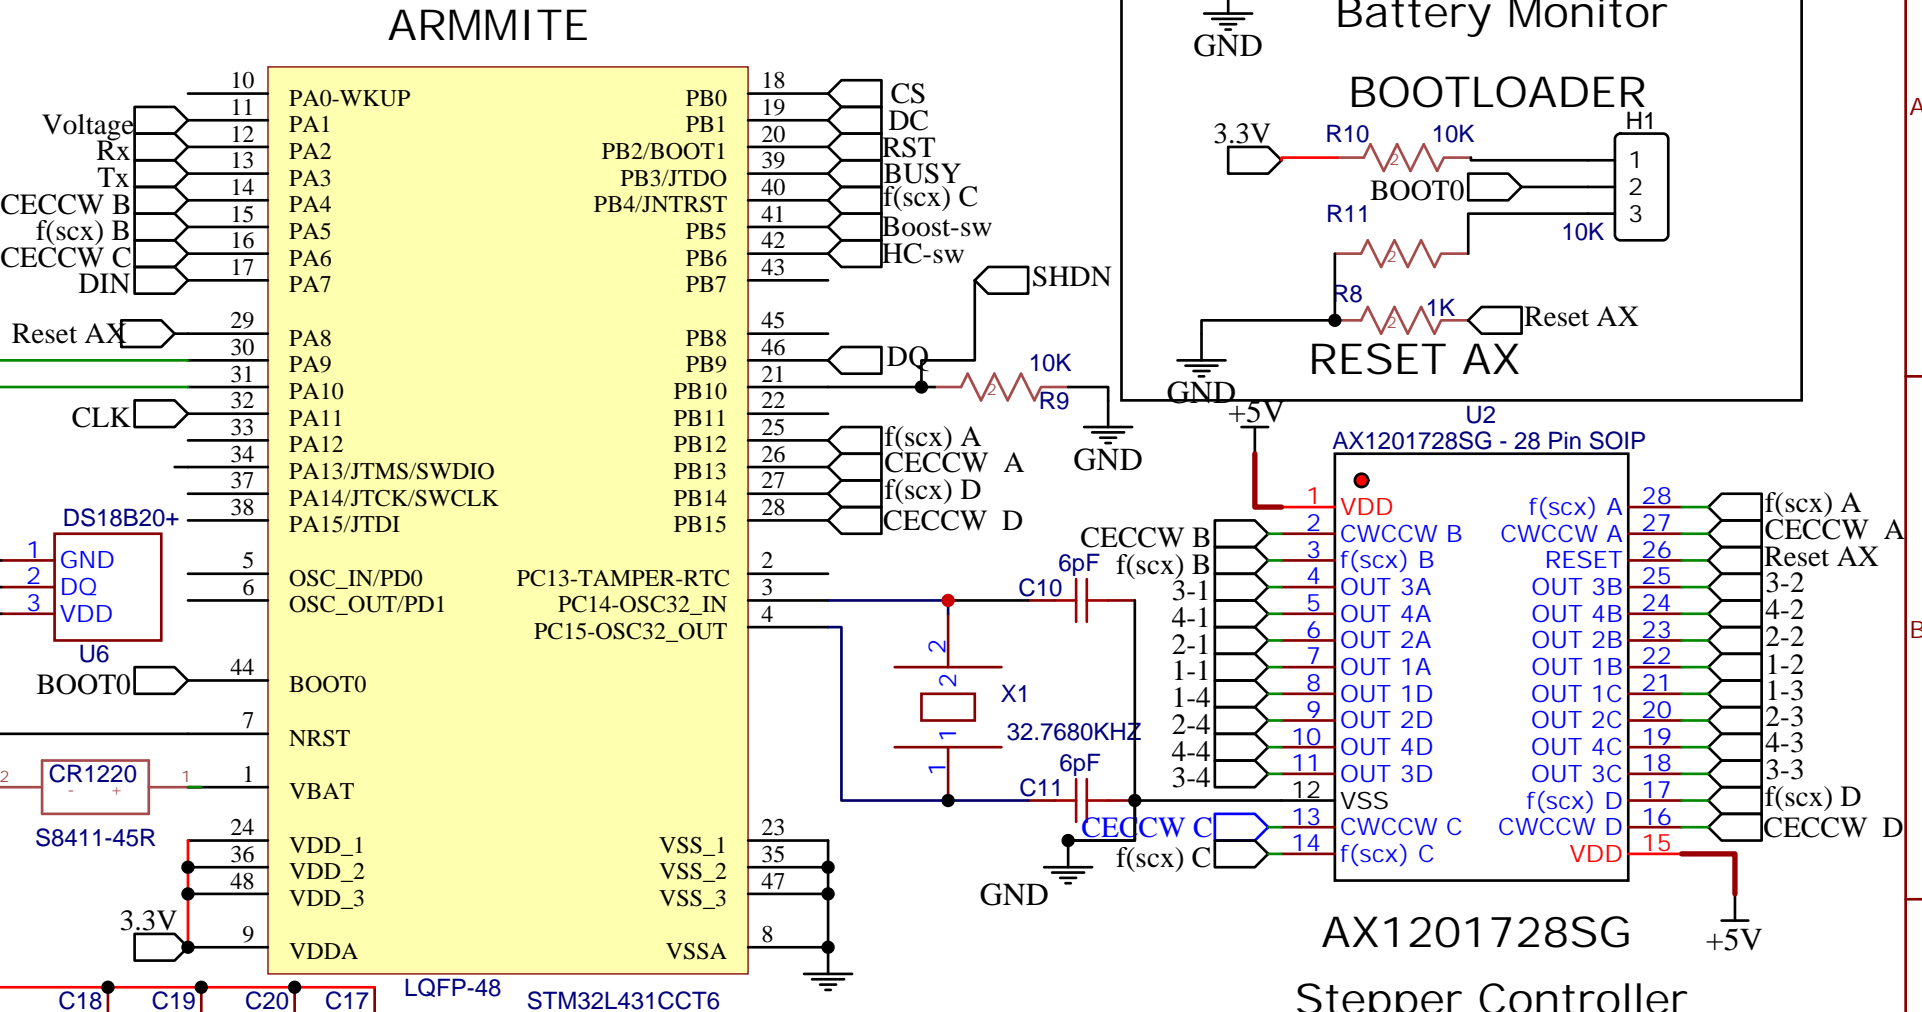 ARMMITE
10 PA0-WKUP
Voltage 11 PA1
Rx 12 PA2
Tx 13 PA3
CECCW B 14 PA4
f(scx) B 15 PA5
CECCW C 16 PA6
DIN 17 PA7
Reset AX 29 PA8
30 PA9
31 PA10
CLK 32 PA11
33 PA12
34 PA13/JTMS/SWDIO
37 PA14/JTCK/SWCLK
38 PA15/JTDI
5 OSC_IN/PD0
6 OSC_OUT/PD1
BOOT0 44 BOOT0
7 NRST
1 VBAT
24 VDD_1
36 VDD_2
48 VDD_3
3.3V 9 VDDA
PB0 18 CS
PB1 19 DC
PB2/BOOT1 20 RST
PB3/JTDO 39 BUSY
PB4/JNTRST 40 f(scx) C
PB5 41 Boost-sw
PB6 42 HC-sw
PB7 43
PB8 45
PB9 46 DQ
PB10 21
PB11 22
PB12 25 f(scx) A
PB13 26 CECCW A
PB14 27 f(scx) D
PB15 28 CECCW D
PC13-TAMPER-RTC 2
PC14-OSC32_IN 3
PC15-OSC32_OUT 4
VSS_1 23
VSS_2 35
VSS_3 47
VSSA 8
LQFP-48 STM32L431CCT6
DS18B20+
1 GND
2 DQ
3 VDD
U6
2 CR1220 1
- +
S8411-45R
C18 C19 C20 C17
SHDN
10K
2
R9
GND
C10 6pF
2
2
X1
32.7680KHZ
1
1
C11 6pF
GND
GND
Battery Monitor
BOOTLOADER
H1
3.3V R10 2 10K 1
BOOT0 2
R11 2 10K 3
R8 2 1K Reset AX
GND
RESET AX
+5V
U2
AX1201728SG - 28 Pin SOIP
1 VDD
CECCW B 2 CWCCW B
f(scx) B 3 f(scx) B
3-1 4 OUT 3A
4-1 5 OUT 4A
2-1 6 OUT 2A
1-1 7 OUT 1A
1-4 8 OUT 1D
2-4 9 OUT 2D
4-4 10 OUT 4D
3-4 11 OUT 3D
12 VSS
CECCW C 13 CWCCW C
f(scx) C 14 f(scx) C
f(scx) A 28 f(scx) A
CWCCW A 27 CECCW A
RESET 26 Reset AX
OUT 3B 25 3-2
OUT 4B 24 4-2
OUT 2B 23 2-2
OUT 1B 22 1-2
OUT 1C 21 1-3
OUT 2C 20 2-3
OUT 4C 19 4-3
OUT 3C 18 3-3
f(scx) D 17 f(scx) D
CWCCW D 16 CECCW D
VDD 15
+5V
AX1201728SG
Stepper Controller
A
B